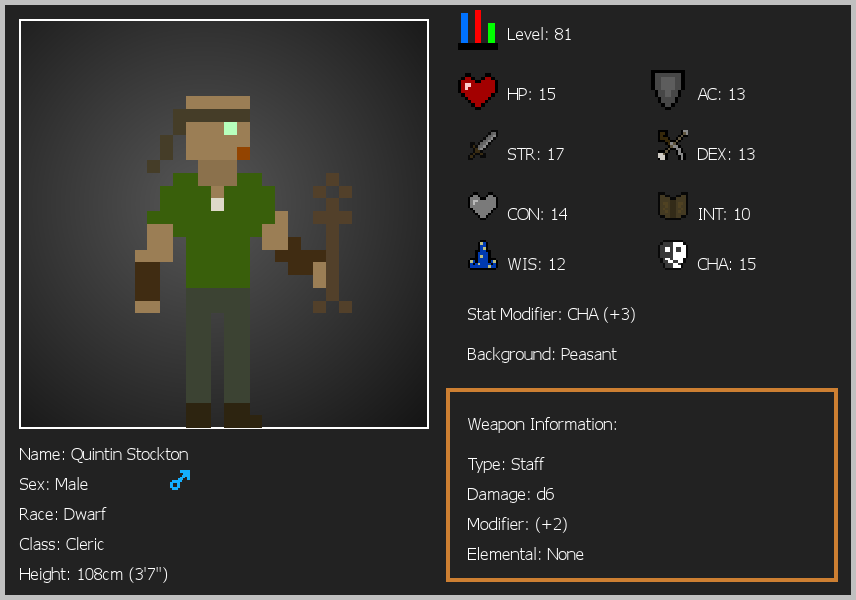 Level: 81
HP: 15
AC: 13
STR: 17
DEX: 13
CON: 14
INT: 10
WIS: 12
CHA: 15
Stat Modifier: CHA (+3)
Background: Peasant
Weapon Information:
Type: Staff
Damage: d6
Modifier: (+2)
Elemental: None
Name: Quintin Stockton
Sex: Male
Race: Dwarf
Class: Cleric
Height: 108cm (3'7")